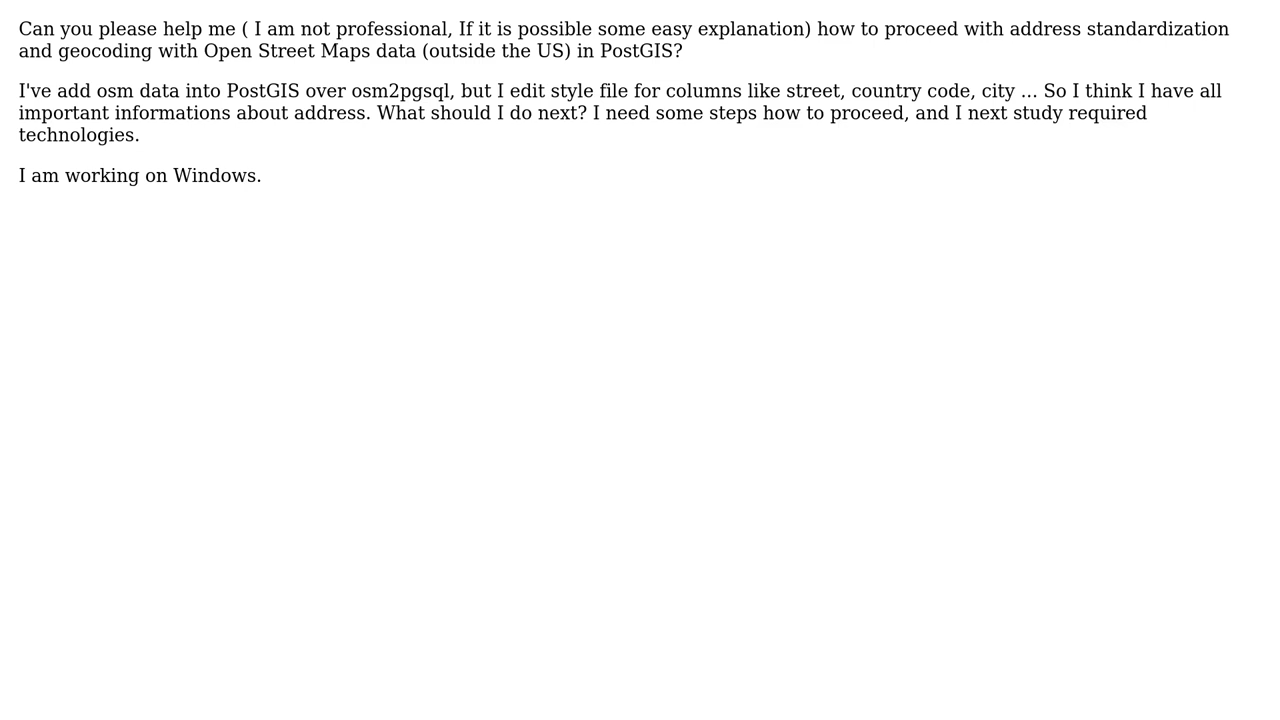 Can you please help me ( I am not professional, If it is possible some easy explanation) how to proceed with address standardization
and geocoding with Open Street Maps data (outside the US) in PostGIS?
I've add osm data into PostGIS over osm2pgsql, but I edit style file for columns like street, country code, city ... So I think I have all
important informations about address. What should I do next? I need some steps how to proceed, and I next study required
technologies.
I am working on Windows.